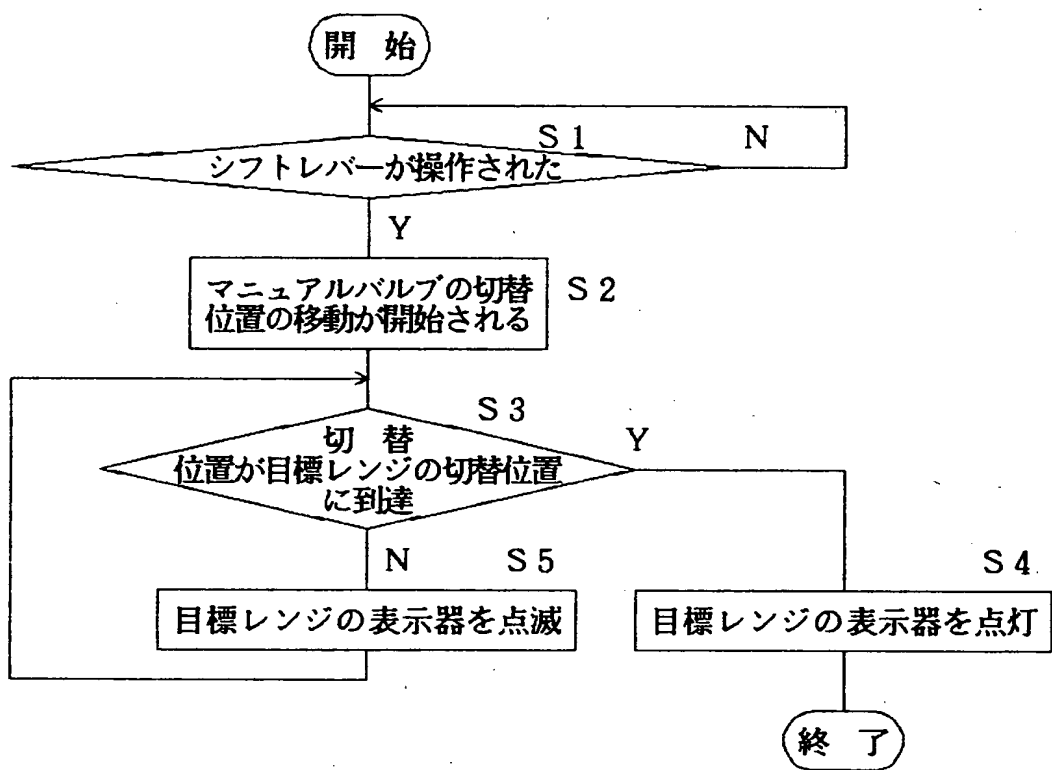 開 始
S1
N
シフトレバーが操作された
Y
マニュアルバルブの切替
位置の移動が開始される
S2
S3
切 替
位置が目標レンジの切替位置
に到達
Y
N
S5
S4
目標レンジの表示器を点滅
目標レンジの表示器を点灯
終 了